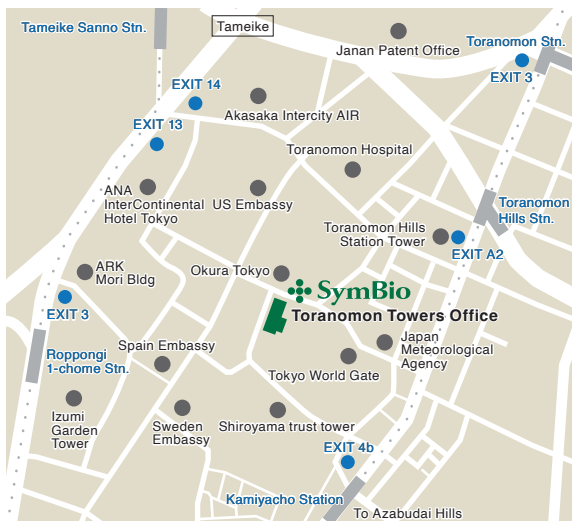 Tameike Sanno Stn.
Tameike
Janan Patent Office
Toranomon Stn.
EXIT 3
EXIT 14
Akasaka Intercity AIR
EXIT 13
Toranomon Hospital
ANA
InterContinental
Hotel Tokyo
US Embassy
Toranomon
Hills Stn.
Toranomon Hills
Station Tower
EXIT A2
ARK
Mori Bldg
Okura Tokyo
SymBio
Toranomon Towers Office
EXIT 3
Roppongi
1-chome Stn.
Spain Embassy
Japan
Meteorological
Agency
Tokyo World Gate
Izumi
Garden
Tower
Sweden
Embassy
Shiroyama trust tower
EXIT 4b
Kamiyacho Station
To Azabudai Hills